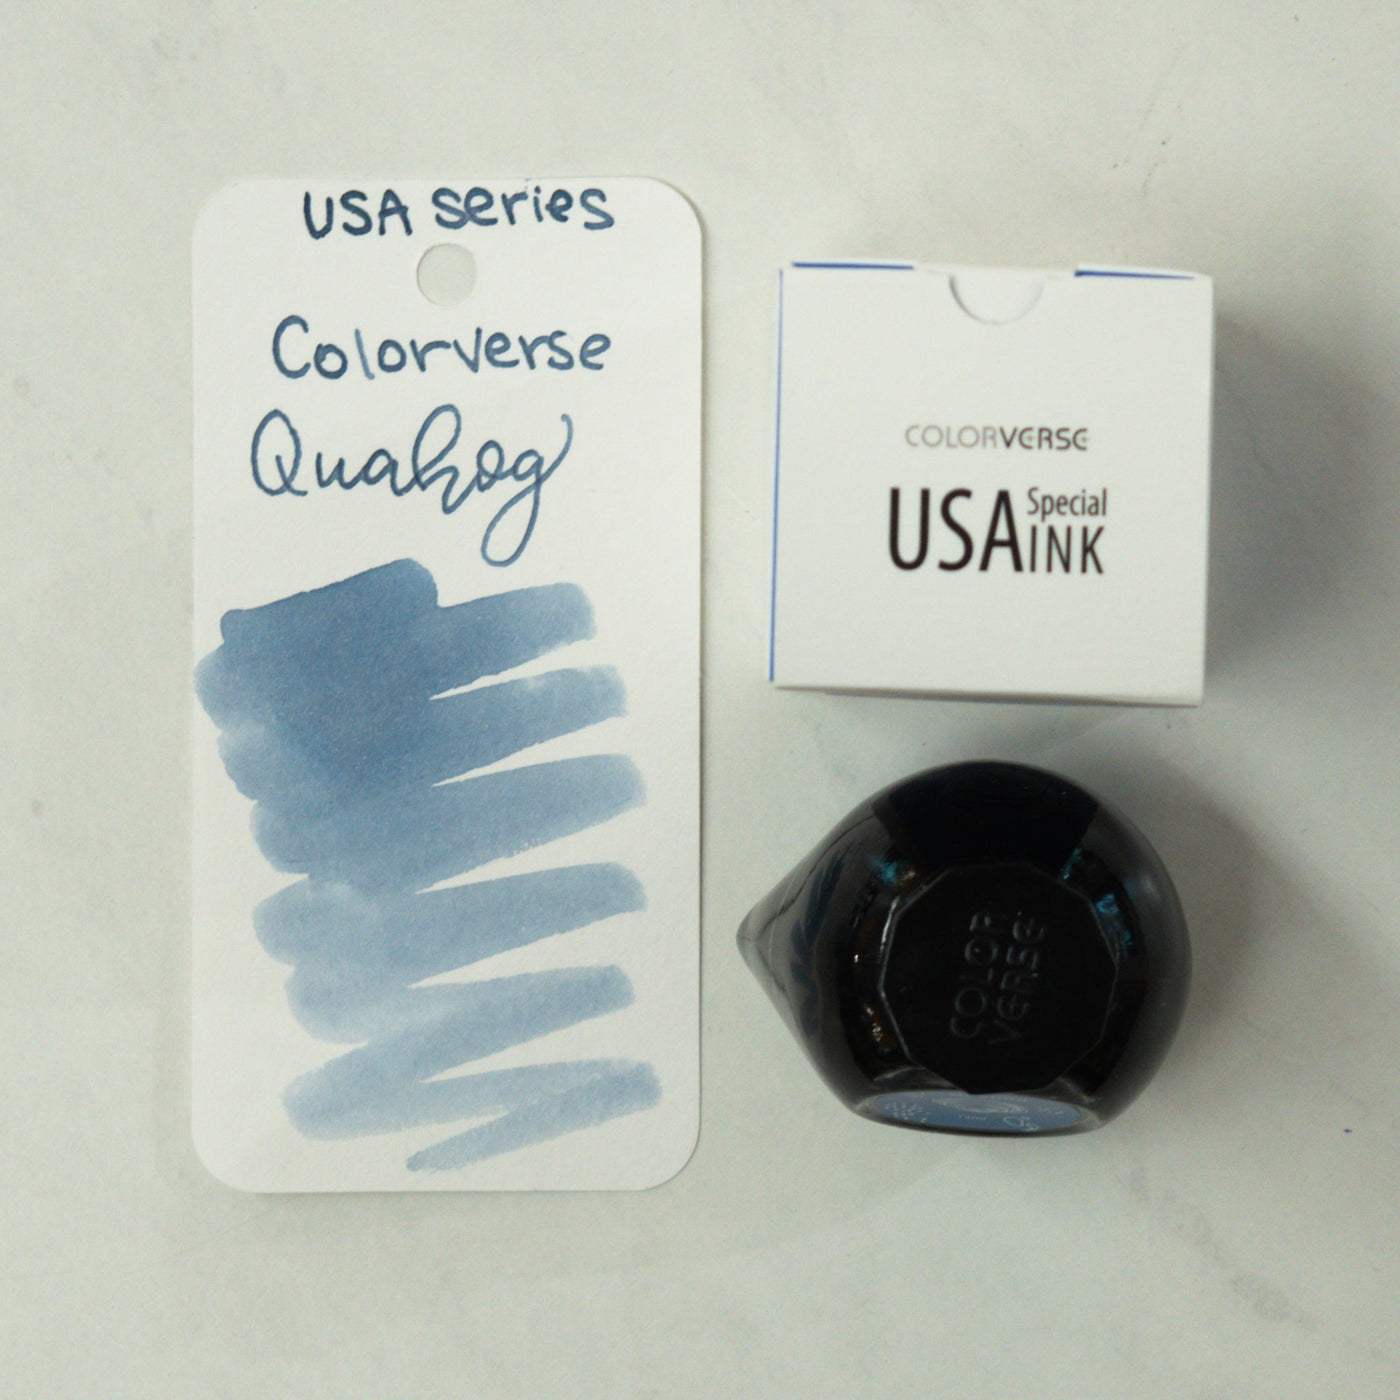 USA series
Colorverse
Quahog
COLORVERSE
USA Special INK
COLOR
VERSE